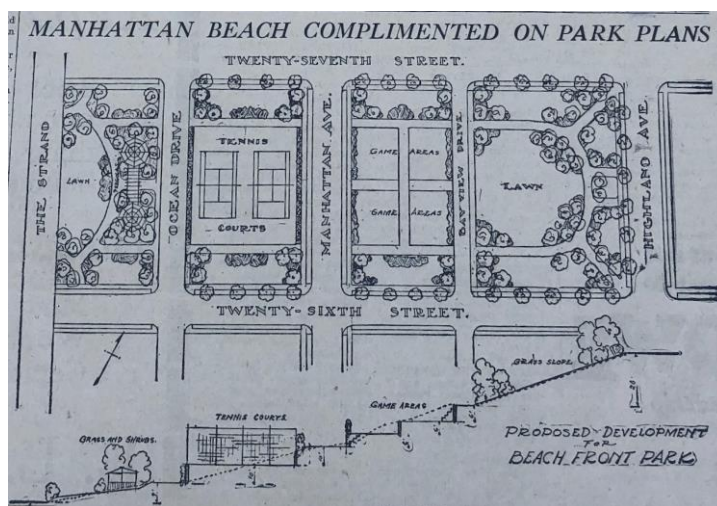 MANHATTAN BEACH COMPLIMENTED ON PARK PLANS
TWENTY-SEVENTH STREET.
THE STRAND
LAWN
OCEAN DRIVE
TENNIS
COURTS
MANHATTAN AVE.
GAME AREAS
GAME AREAS
BAYVIEW DRIVE
LAWN
HIGHLAND AVE
TWENTY-SIXTH STREET.
GRASS AND SHRUBS.
TENNIS COURTS
GAME AREAS
GRASS SLOPE
PROPOSED DEVELOPMENT
FOR
BEACH FRONT PARK